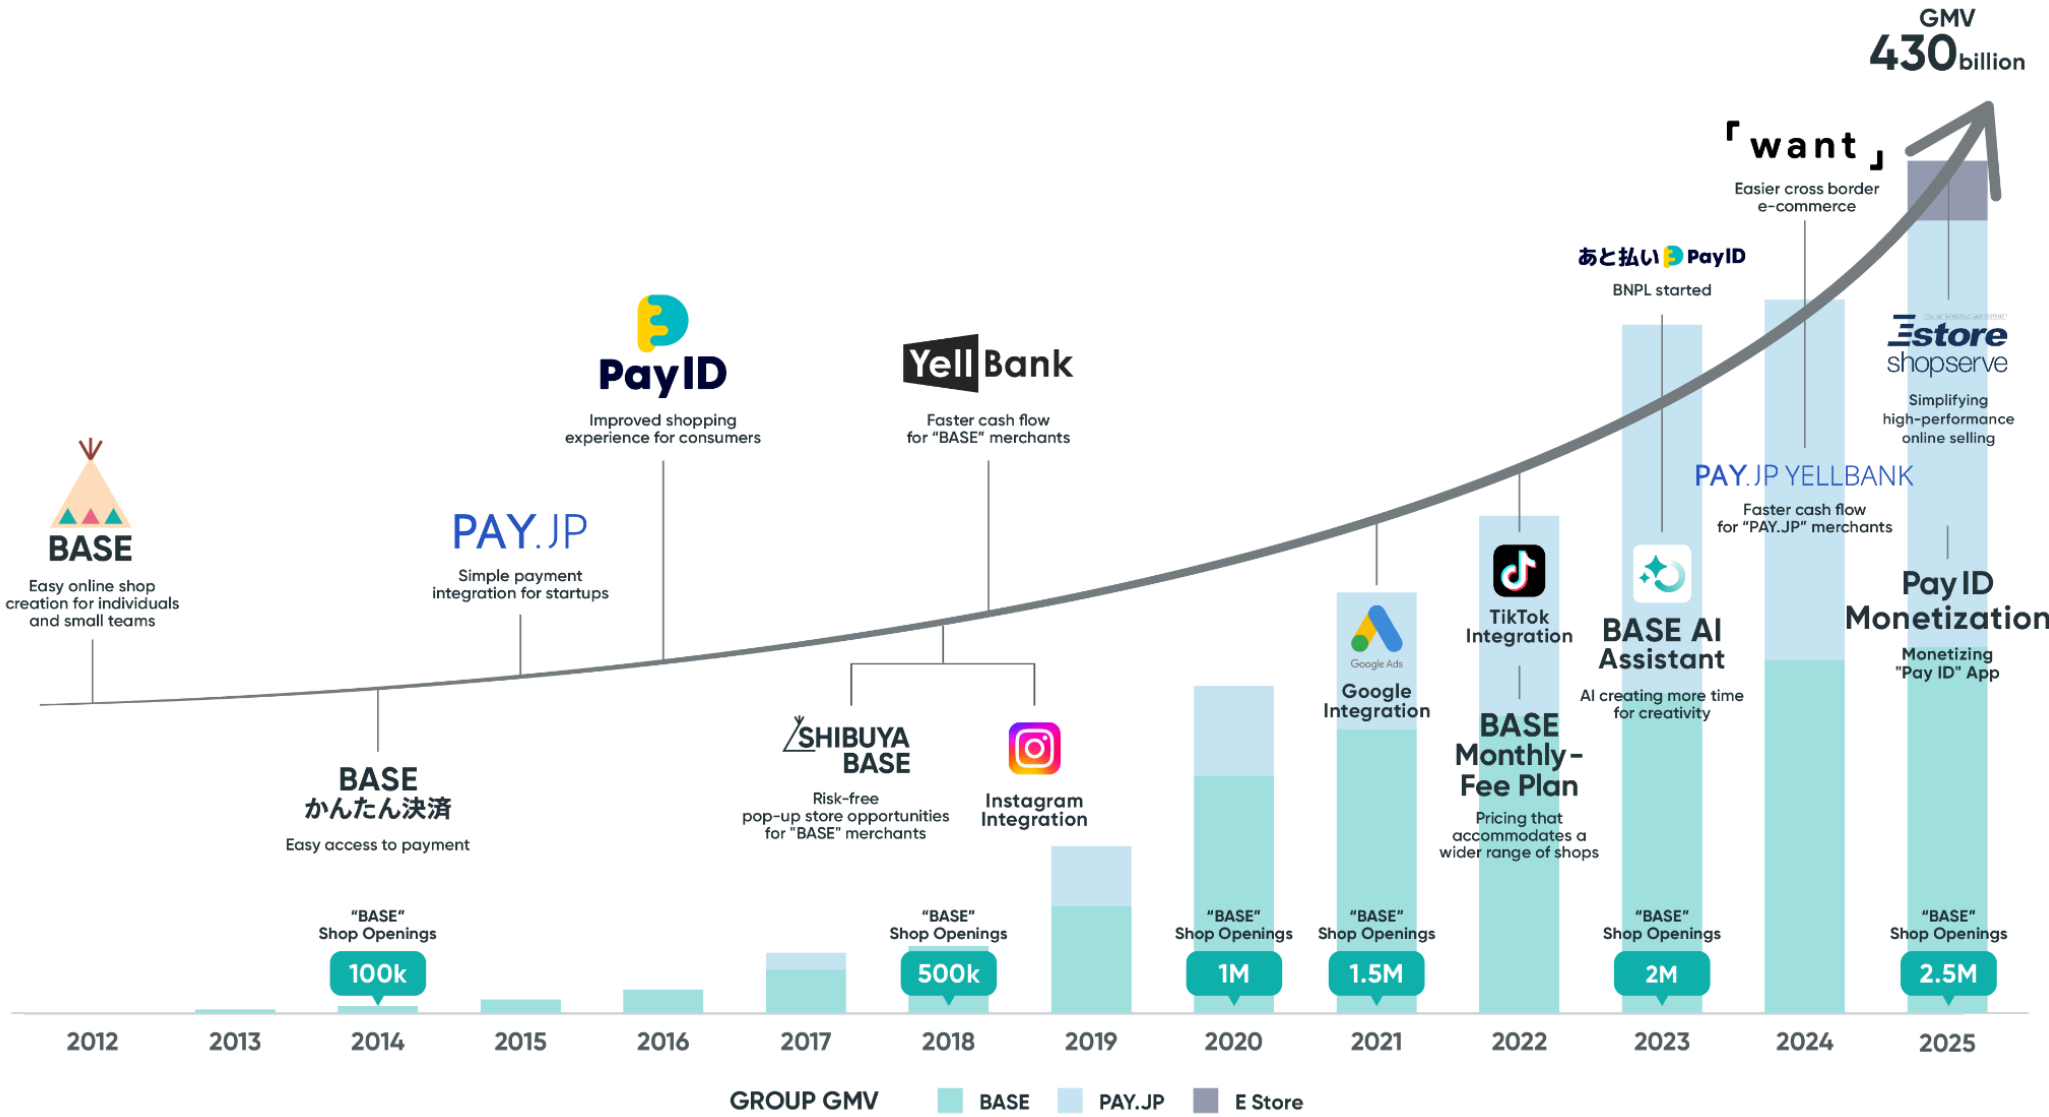 GMV
430billion
「want」
Easier cross border
e-commerce
あと払い PayID
BNPL started
PayID
Improved shopping
experience for consumers
YellBank
Faster cash flow
for “BASE” merchants
Estore
shopserve
Simplifying
high-performance
online selling
BASE
Easy online shop
creation for individuals
and small teams
PAY.JP
Simple payment
integration for startups
PAY.JP YELLBANK
Faster cash flow
for “PAY.JP” merchants
TikTok
Integration
BASE
Monthly-
Fee Plan
Pricing that
accommodates a
wider range of shops
BASE AI
Assistant
AI creating more time
for creativity
Pay ID
Monetization
Monetizing
"Pay ID" App
Google Ads
Google
Integration
BASE
かんたん決済
Easy access to payment
SHIBUYA
BASE
Risk-free
pop-up store opportunities
for "BASE" merchants
Instagram
Integration
“BASE”
Shop Openings
100k
“BASE”
Shop Openings
500k
“BASE”
Shop Openings
1M
“BASE”
Shop Openings
1.5M
“BASE”
Shop Openings
2M
“BASE”
Shop Openings
2.5M
2012 2013 2014 2015 2016 2017 2018 2019 2020 2021 2022 2023 2024 2025
GROUP GMV BASE PAY.JP E Store